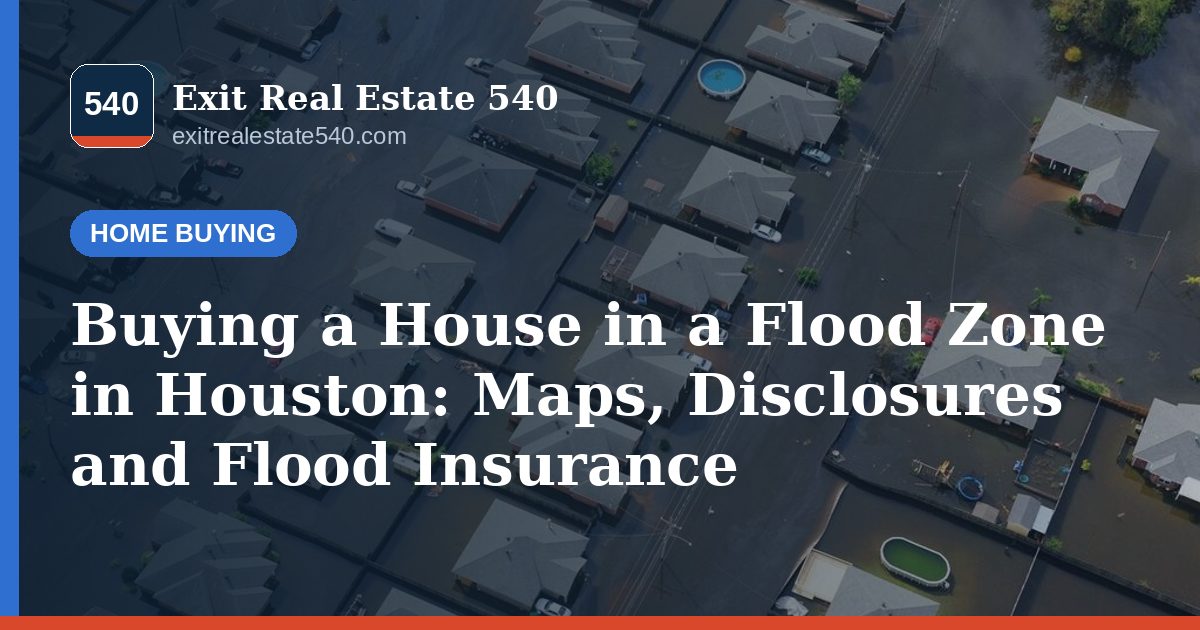 540
Exit Real Estate 540
exitrealestate540.com
HOME BUYING
Buying a House in a Flood Zone
in Houston: Maps, Disclosures
and Flood Insurance